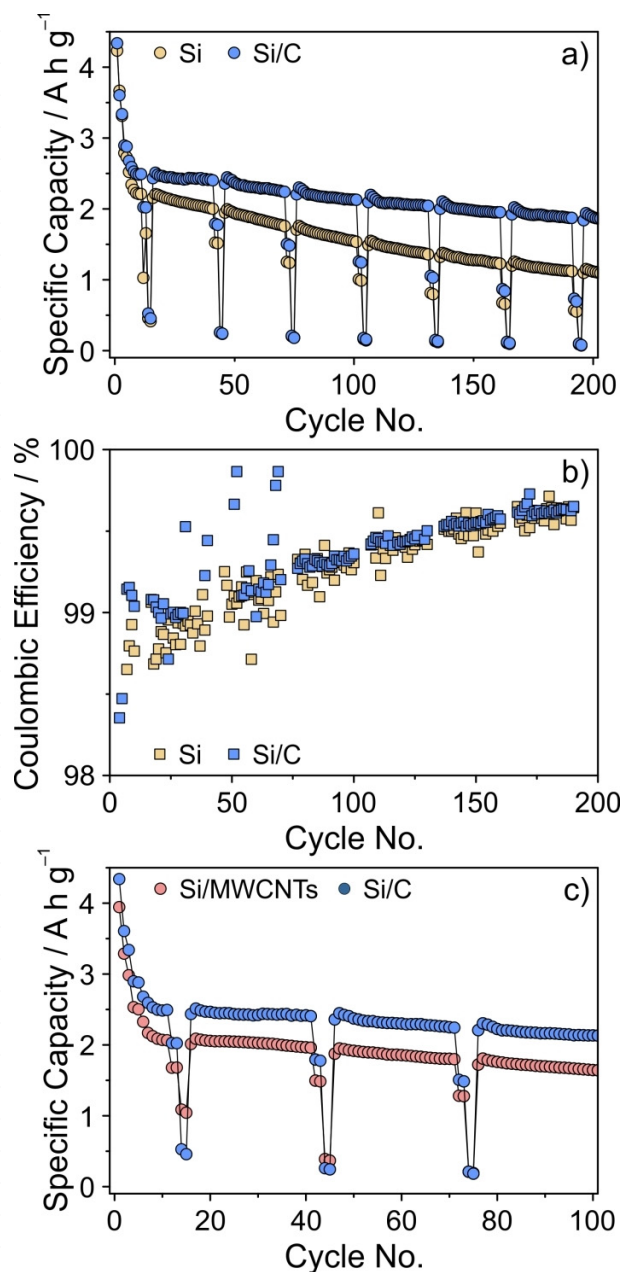 Si Si/C a)
Specific Capacity / A h g⁻¹
4
3
2
1
0
0 50 100 150 200
Cycle No.
b)
Coulombic Efficiency / %
100
99
98
Si Si/C
0 50 100 150 200
Cycle No.
Si/MWCNTs Si/C c)
Specific Capacity / A h g⁻¹
4
3
2
1
0
0 20 40 60 80 100
Cycle No.